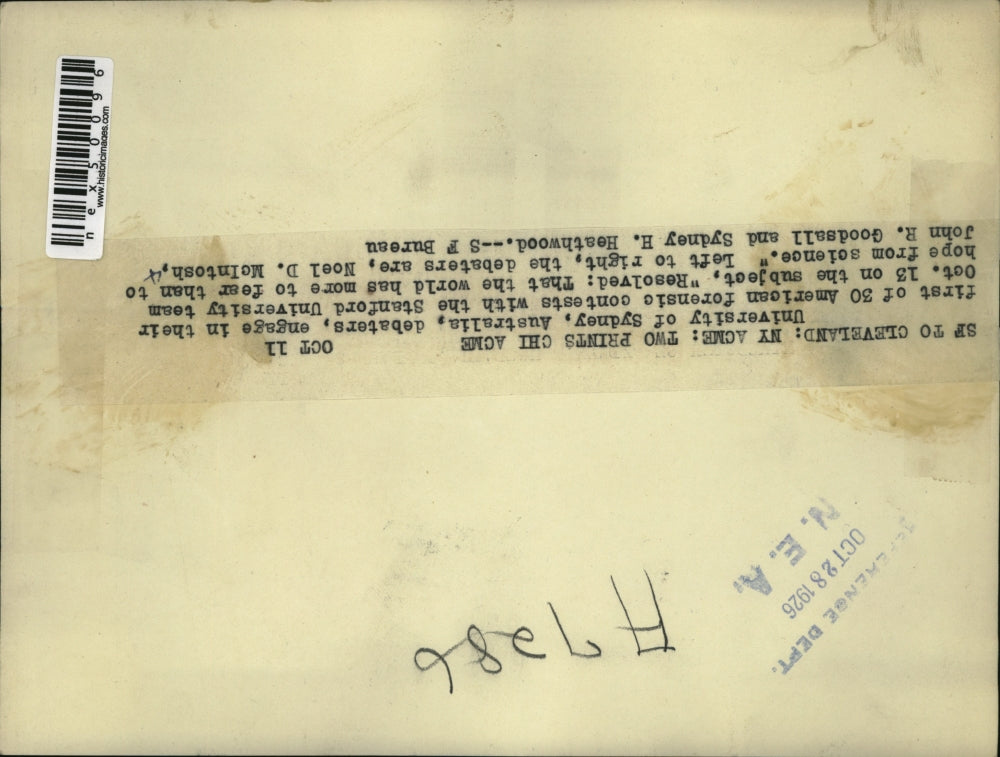 SF TO CLEVELAND: NY ACME: TWO PRINTS CHI ACME OCT 11
University of Sydney, Australia, debaters, engage in their
first of 30 American forensic contests with the Stanford University team
Oct. 13 on the subject, "Resolved: That the world has more to fear than to
hope from science." Left to right, the debaters are, Noel D. McIntosh,
John R. Goodsall and Sydney H. Heathwood.--S F Bureau
nex5000096
www.historicimages.com
REFERENCE DEPT.
OCT 28 1926
N. E. A.